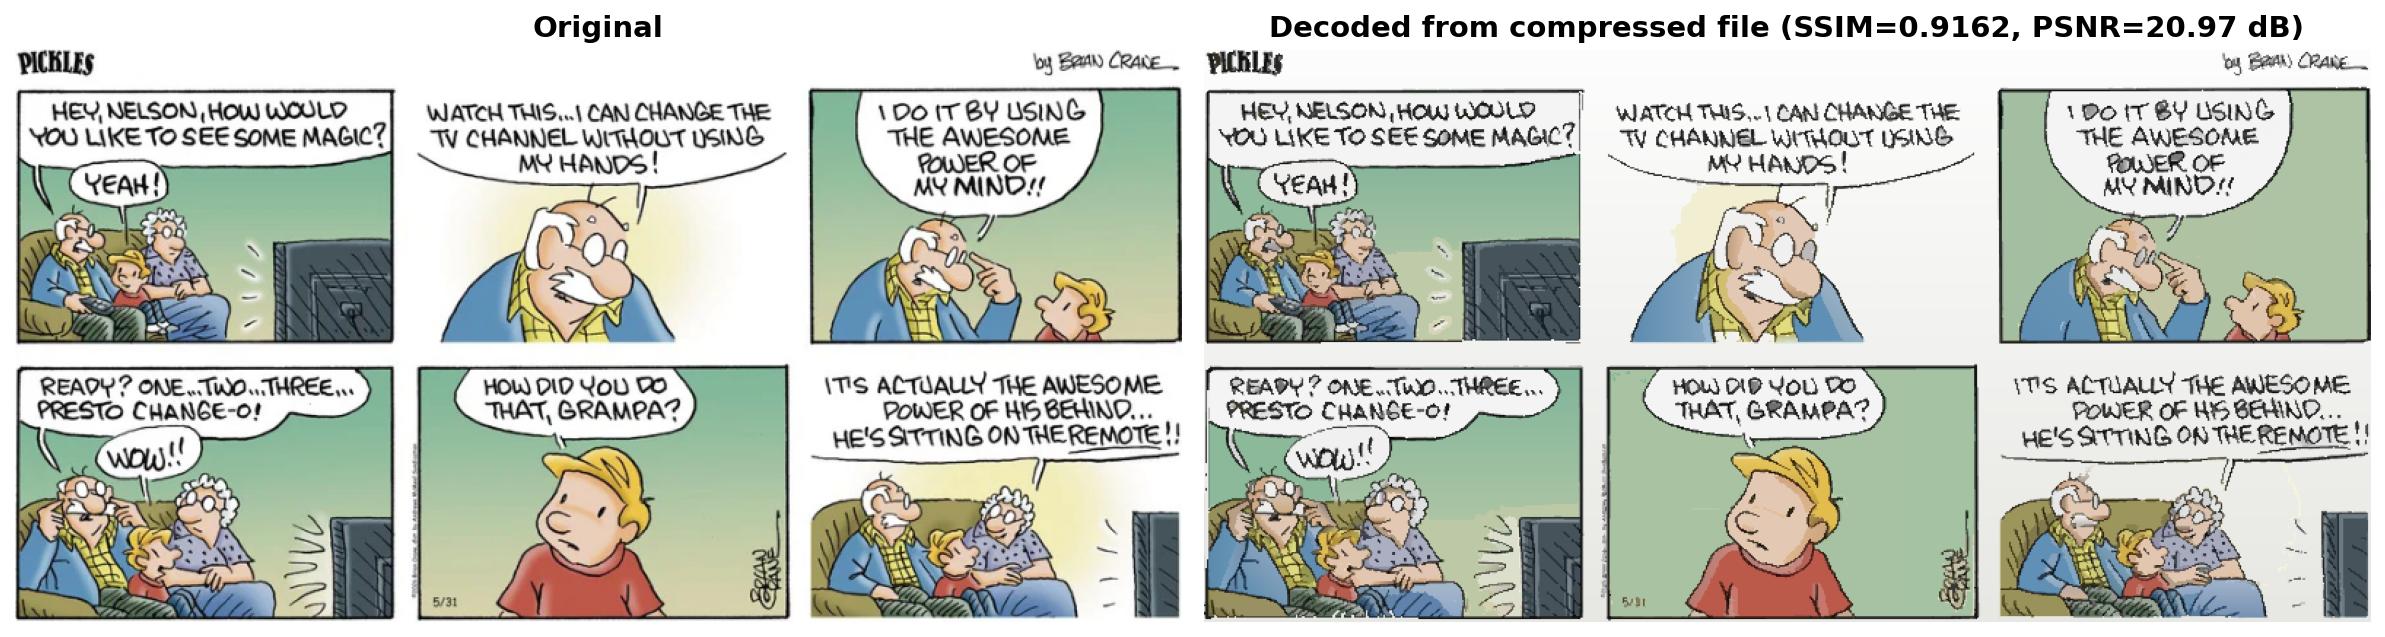 Original
PICKLES
by BRIAN CRANE
HEY, NELSON, HOW WOULD
YOU LIKE TO SEE SOME MAGIC?
YEAH!
WATCH THIS...I CAN CHANGE THE
TV CHANNEL WITHOUT USING
MY HANDS!
I DO IT BY USING
THE AWESOME
POWER OF
MY MIND!!
READY? ONE...TWO...THREE...
PRESTO CHANGE-O!
WOW!!
HOW DID YOU DO
THAT, GRAMPA?
5/31
BRIAN
CRANE
IT'S ACTUALLY THE AWESOME
POWER OF HIS BEHIND...
HE'S SITTING ON THE REMOTE!!
Decoded from compressed file (SSIM=0.9162, PSNR=20.97 dB)
PICKLES
by BRIAN CRANE
HEY, NELSON, HOW WOULD
YOU LIKE TO SEE SOME MAGIC?
YEAH!
WATCH THIS...I CAN CHANGE THE
TV CHANNEL WITHOUT USING
MY HANDS!
I DO IT BY USING
THE AWESOME
POWER OF
MY MIND!!
READY? ONE...TWO...THREE...
PRESTO CHANGE-O!
WOW!!
HOW DID YOU DO
THAT, GRAMPA?
5/31
BRIAN
CRANE
IT'S ACTUALLY THE AWESOME
POWER OF HIS BEHIND...
HE'S SITTING ON THE REMOTE!!